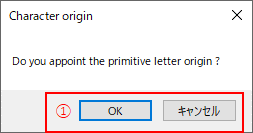 Character origin
Do you appoint the primitive letter origin ?
① OK キャンセル